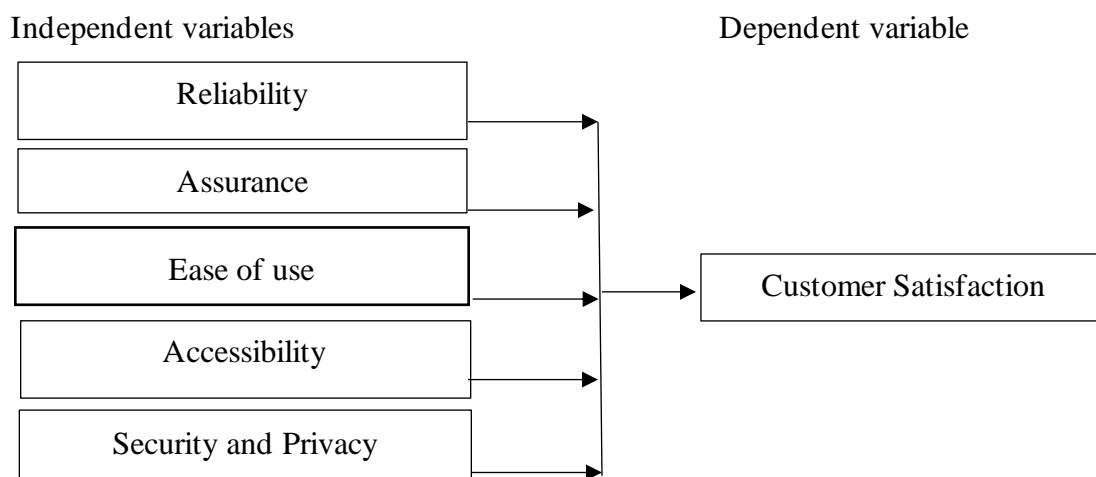 Independent variables
Dependent variable
Reliability
Assurance
Ease of use
Accessibility
Security and Privacy
Customer Satisfaction